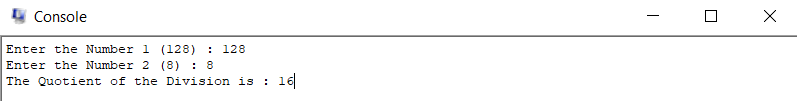 Console
Enter the Number 1 (128) : 128
Enter the Number 2 (8) : 8
The Quotient of the Division is : 16